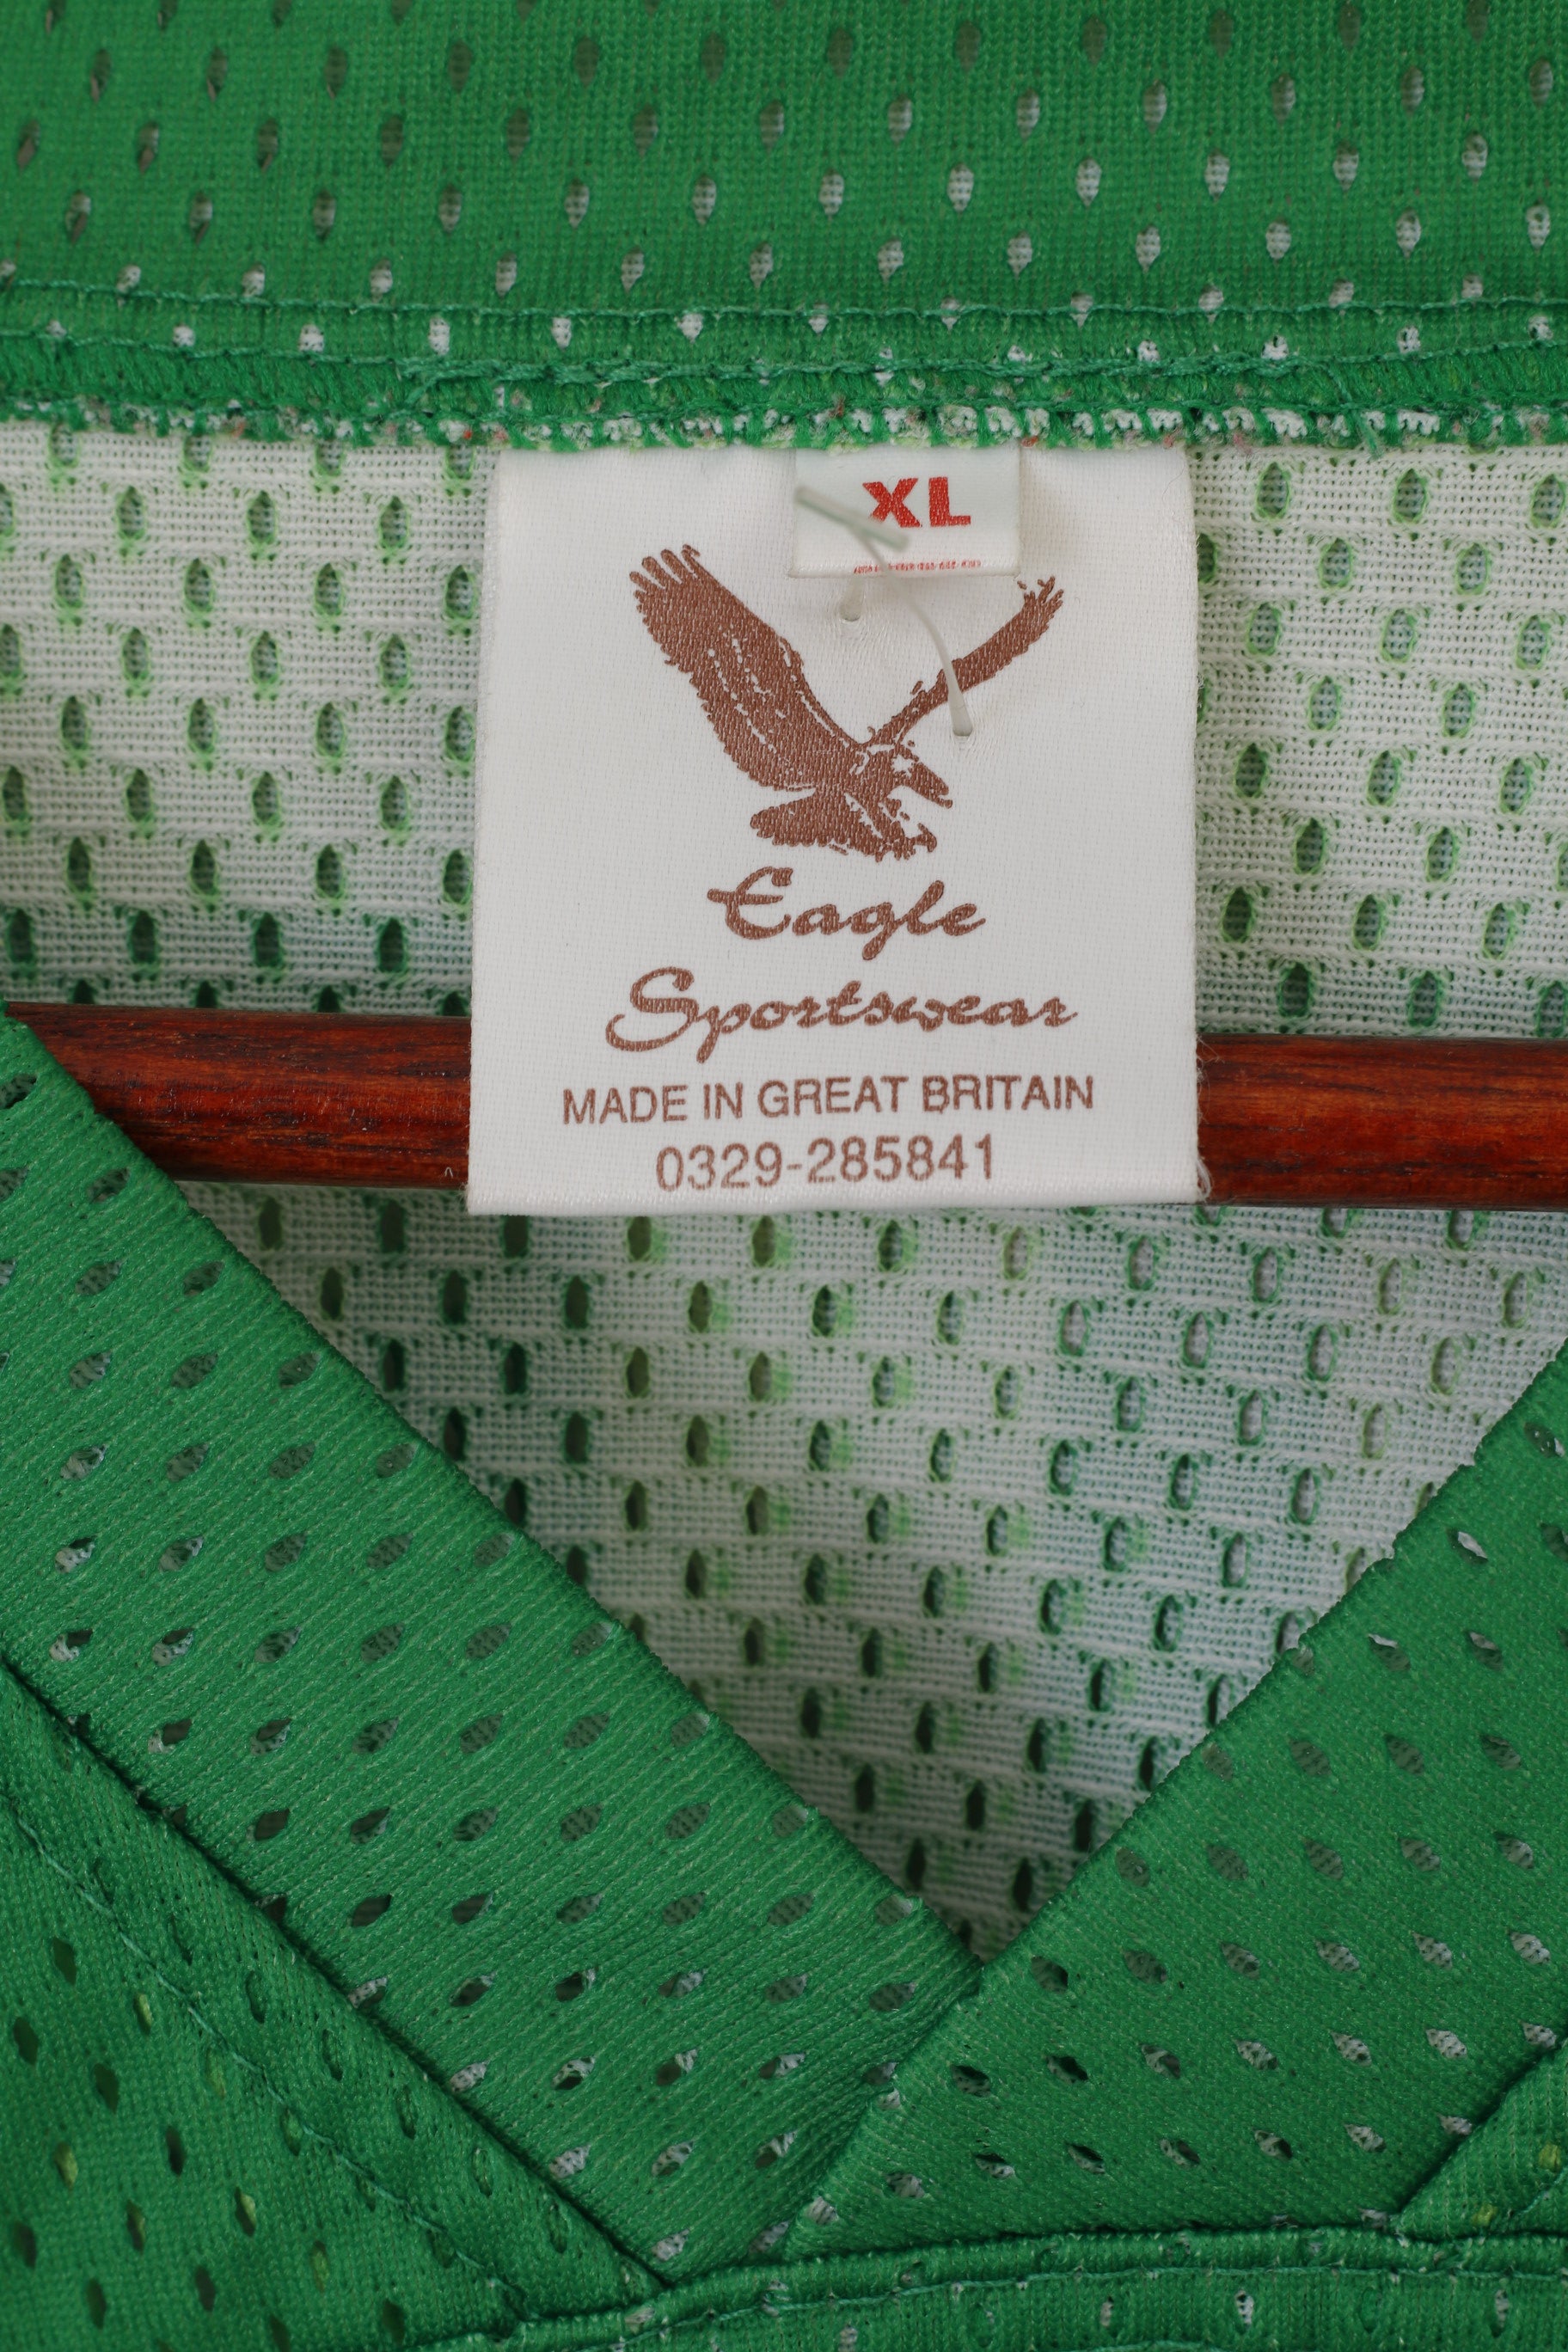 XL
Eagle
Sportswear
MADE IN GREAT BRITAIN
0329-285841